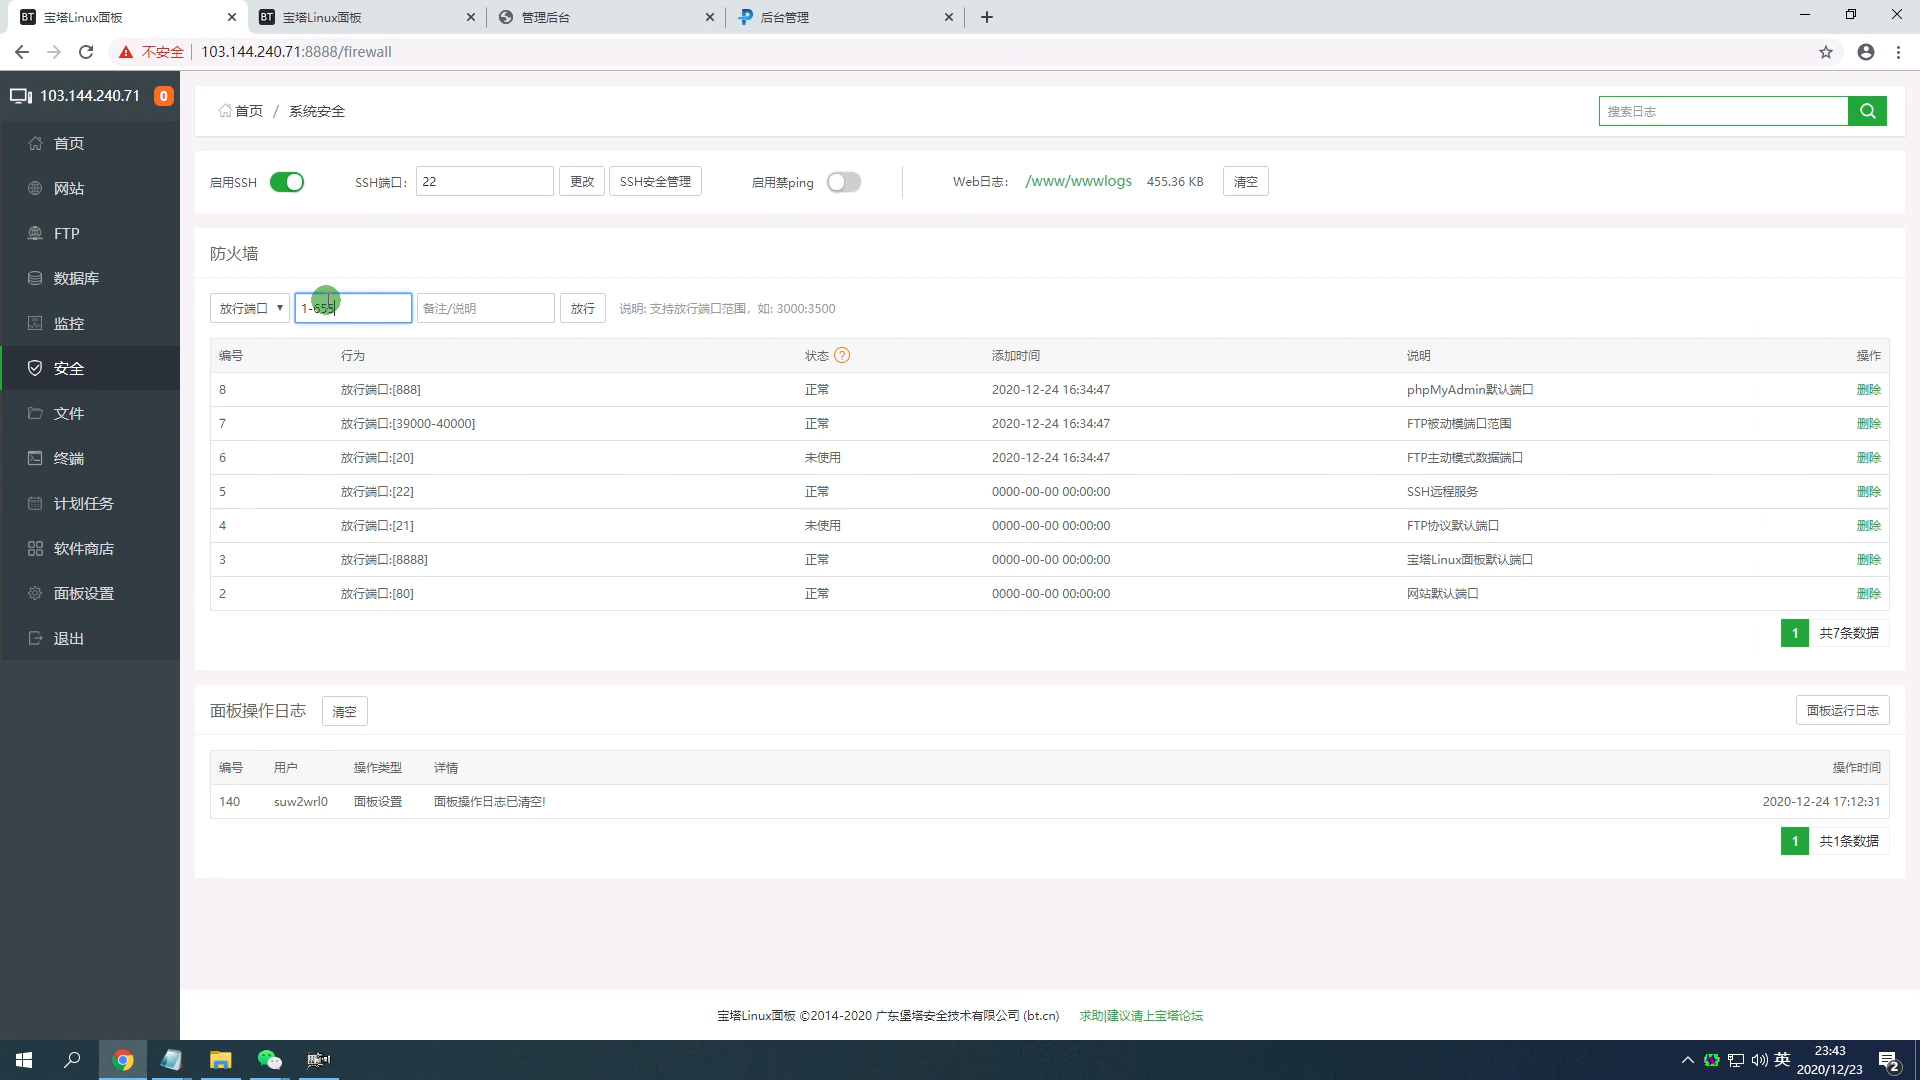 宝塔Linux面板
宝塔Linux面板
管理后台
后台管理
不安全
103.144.240.71:8888/firewall
103.144.240.71
0
首页
网站
FTP
数据库
监控
安全
文件
终端
计划任务
软件商店
面板设置
退出
首页 / 系统安全
搜索日志
启用SSH
SSH端口:
22
更改
SSH安全管理
启用禁ping
Web日志:
/www/wwwlogs
455.36 KB
清空
防火墙
放行端口
1-655
备注/说明
放行
说明: 支持放行端口范围，如: 3000:3500
编号 行为 状态 ? 添加时间 说明 操作
8 放行端口:[888] 正常 2020-12-24 16:34:47 phpMyAdmin默认端口 删除
7 放行端口:[39000-40000] 正常 2020-12-24 16:34:47 FTP被动模端口范围 删除
6 放行端口:[20] 未使用 2020-12-24 16:34:47 FTP主动模式数据端口 删除
5 放行端口:[22] 正常 0000-00-00 00:00:00 SSH远程服务 删除
4 放行端口:[21] 未使用 0000-00-00 00:00:00 FTP协议默认端口 删除
3 放行端口:[8888] 正常 0000-00-00 00:00:00 宝塔Linux面板默认端口 删除
2 放行端口:[80] 正常 0000-00-00 00:00:00 网站默认端口 删除
1 共7条数据
面板操作日志
清空
面板运行日志
编号 用户 操作类型 详情 操作时间
140 suw2wrl0 面板设置 面板操作日志已清空! 2020-12-24 17:12:31
1 共1条数据
宝塔Linux面板 ©2014-2020 广东堡塔安全技术有限公司 (bt.cn) 求助|建议请上宝塔论坛
英
23:43
2020/12/23
2